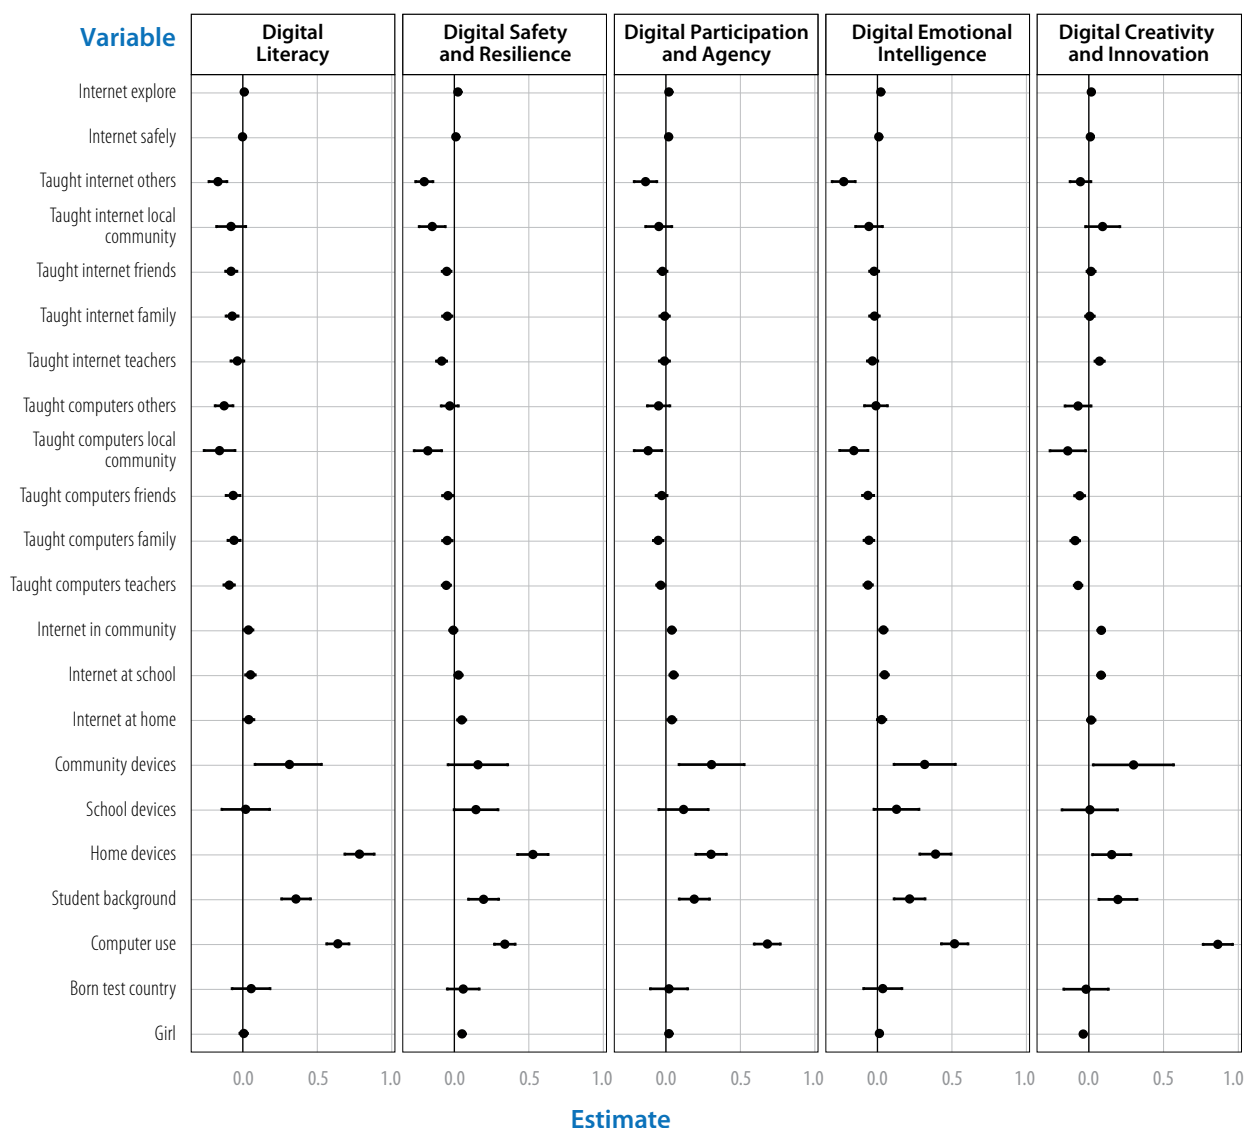 Variable
Digital
Literacy
Digital Safety
and Resilience
Digital Participation
and Agency
Digital Emotional
Intelligence
Digital Creativity
and Innovation
Internet explore
Internet safely
Taught internet others
Taught internet local
community
Taught internet friends
Taught internet family
Taught internet teachers
Taught computers others
Taught computers local
community
Taught computers friends
Taught computers family
Taught computers teachers
Internet in community
Internet at school
Internet at home
Community devices
School devices
Home devices
Student background
Computer use
Born test country
Girl
0.0 0.5 1.0 0.0 0.5 1.0 0.0 0.5 1.0 0.0 0.5 1.0 0.0 0.5 1.0
Estimate